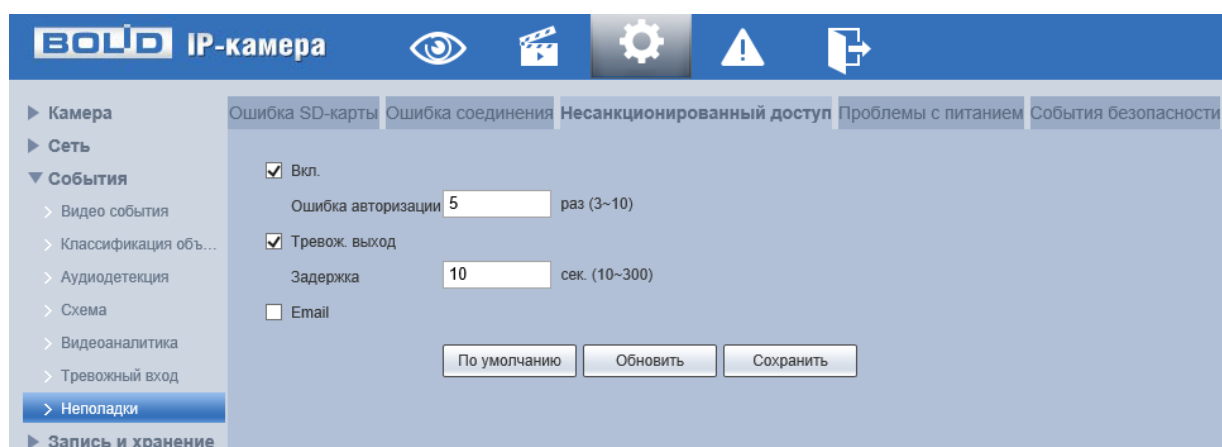 BOLID IP-камера
Камера
Сеть
События
Видео события
Классификация объ...
Аудиодетекция
Схема
Видеоаналитика
Тревожный вход
Неполадки
Запись и хранение
Ошибка SD-карты Ошибка соединения Несанкционированный доступ Проблемы с питанием События безопасности
Вкл.
Ошибка авторизации 5 раз (3~10)
Тревож. выход
Задержка 10 сек. (10~300)
Email
По умолчанию Обновить Сохранить